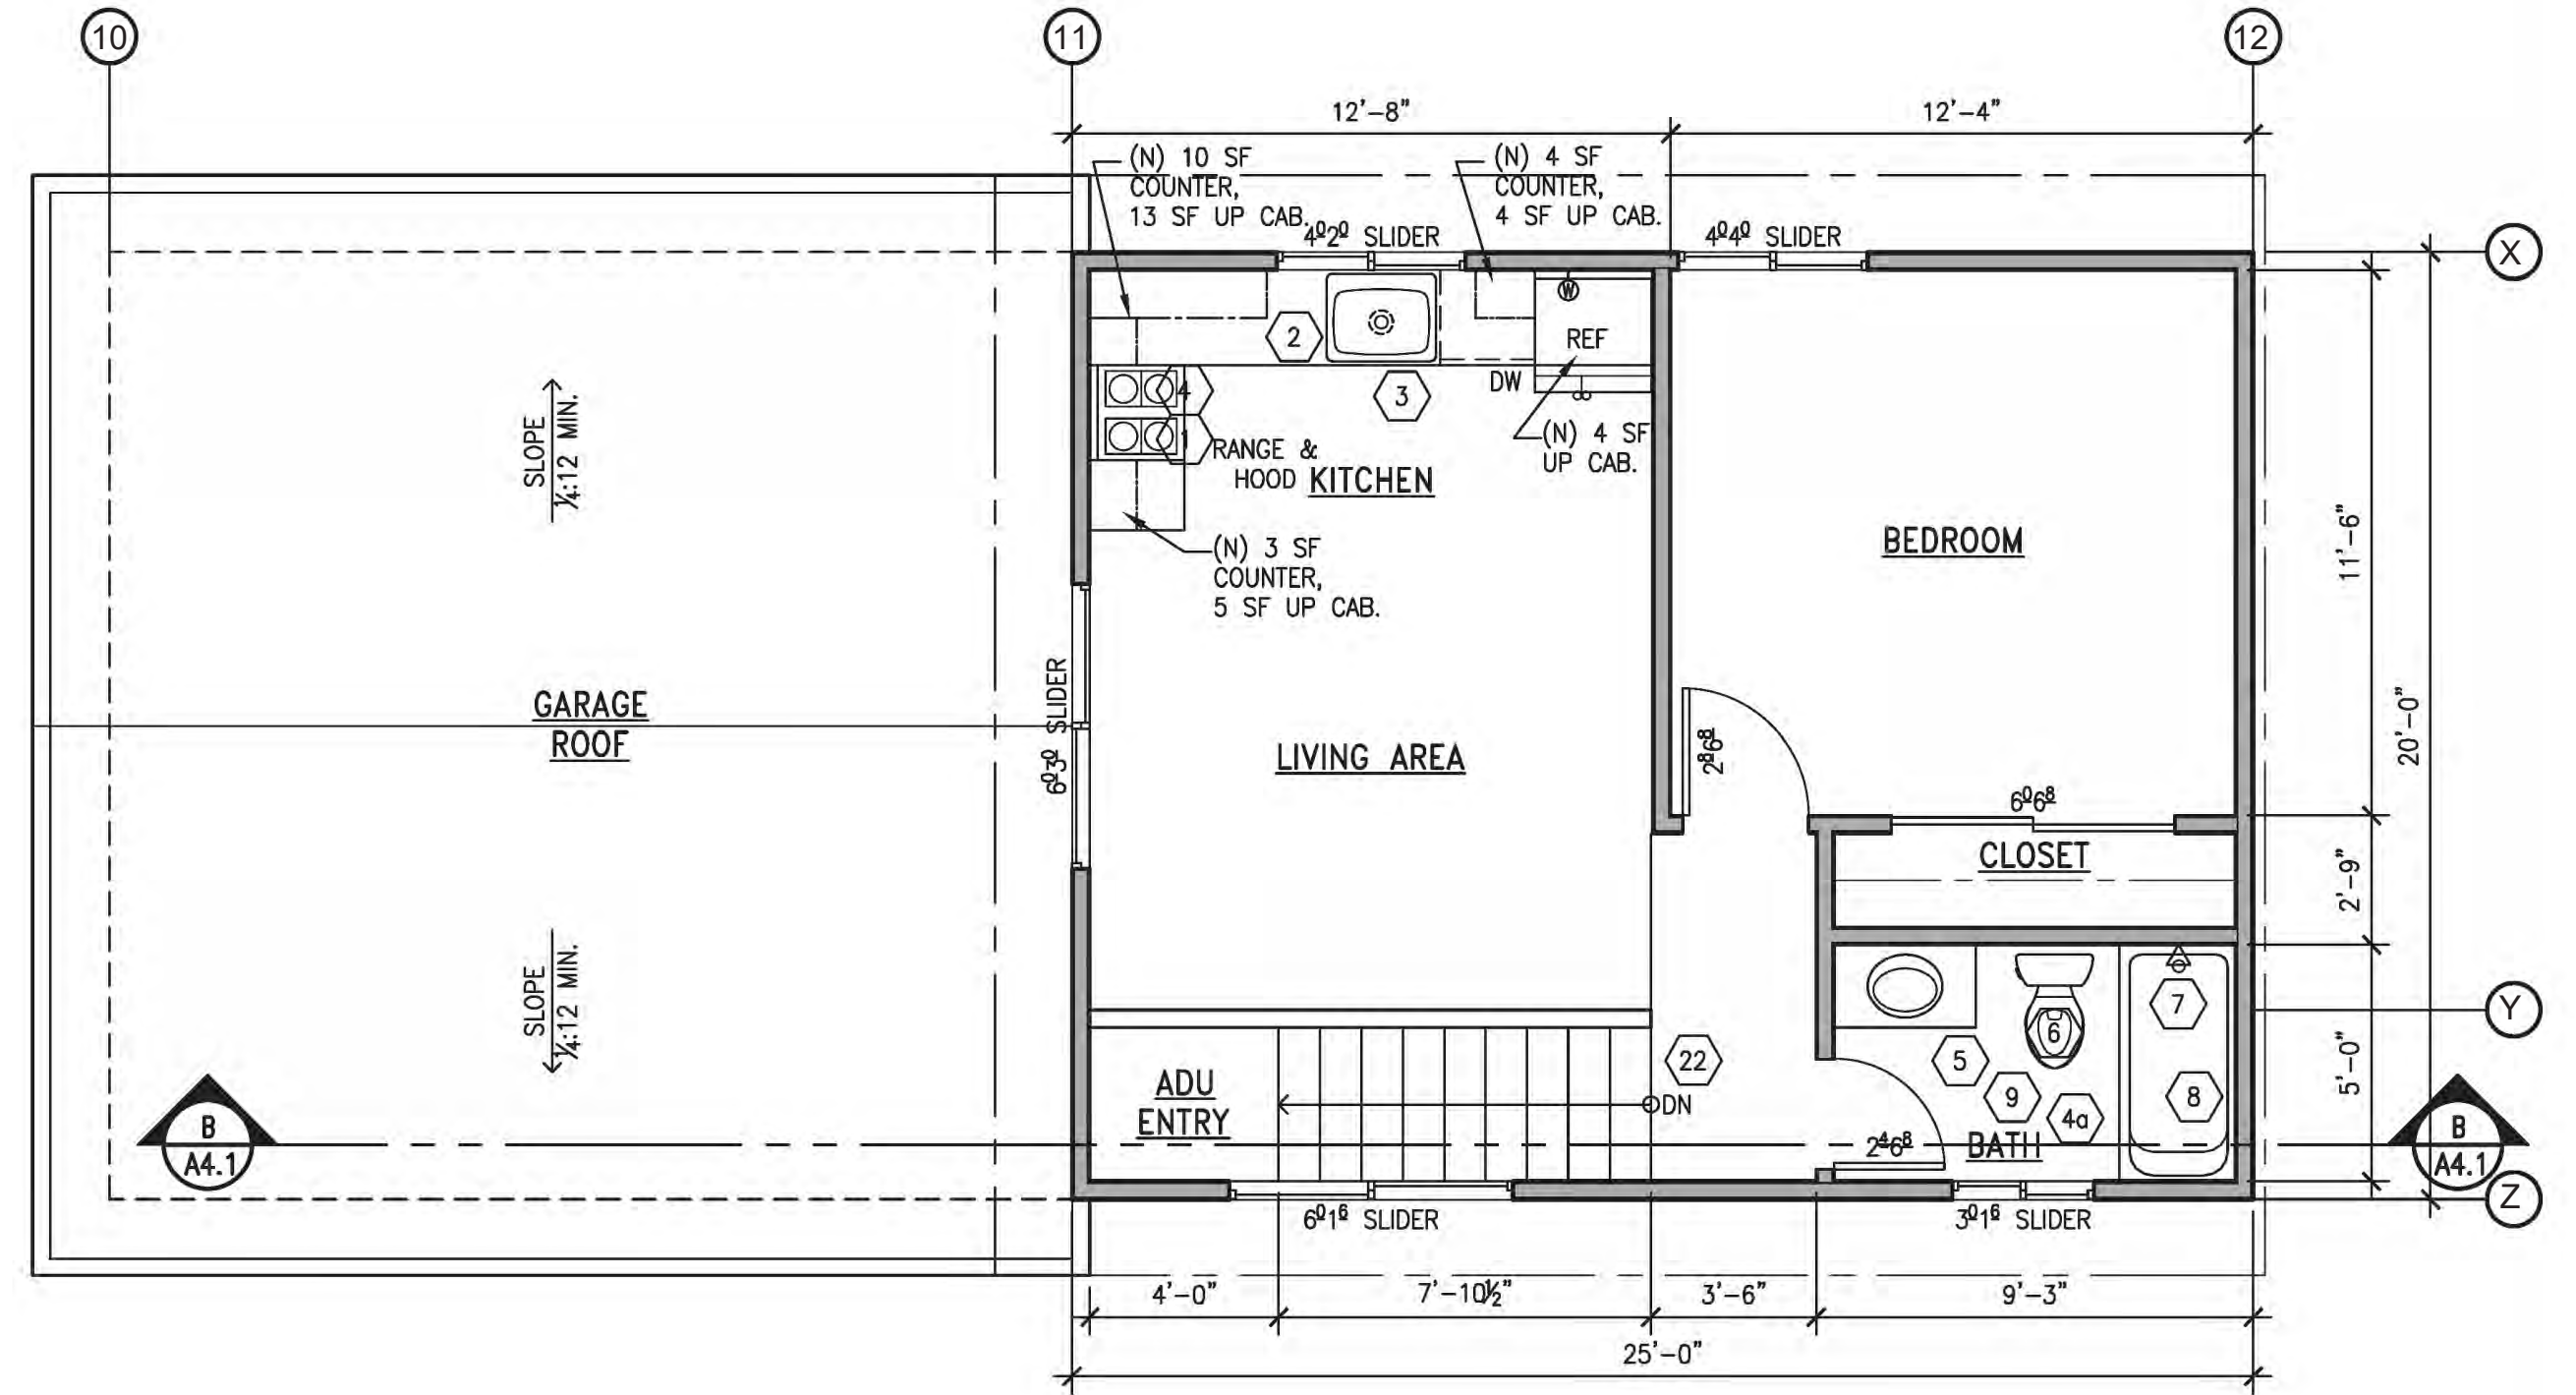 10
11
12
12'-8"
12'-4"
(N) 10 SF
COUNTER,
13 SF UP CAB.
(N) 4 SF
COUNTER,
4 SF UP CAB.
4⁰2⁰ SLIDER
4⁰4⁰ SLIDER
X
W
2
REF
3
DW
4
1
RANGE &
HOOD
KITCHEN
(N) 4 SF
UP CAB.
SLOPE
¼:12 MIN.
(N) 3 SF
COUNTER,
5 SF UP CAB.
BEDROOM
11'-6"
6⁰3⁰ SLIDER
GARAGE
ROOF
LIVING AREA
2⁸6⁸
20'-0"
6⁰6⁸
CLOSET
2'-9"
SLOPE
¼:12 MIN.
7
Y
6
5
22
5'-0"
ADU
ENTRY
DN
9
8
4a
B
A4.1
2⁴6⁸
BATH
B
A4.1
Z
6⁰1⁶ SLIDER
3⁰1⁶ SLIDER
4'-0"
7'-10½"
3'-6"
9'-3"
25'-0"